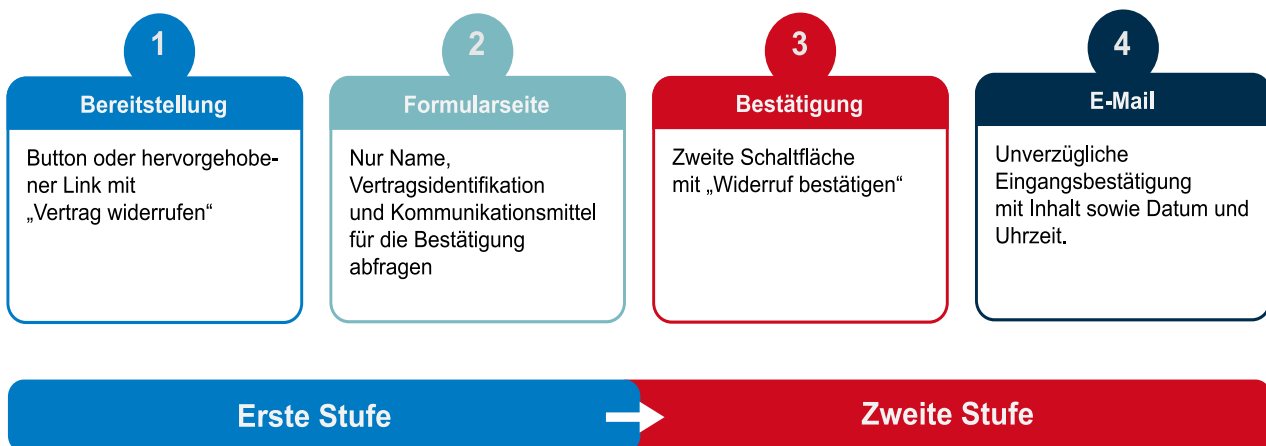 1
Bereitstellung
Button oder hervorgehobe-
ner Link mit
„Vertrag widerrufen“
2
Formularseite
Nur Name,
Vertragsidentifikation
und Kommunikationsmittel
für die Bestätigung
abfragen
3
Bestätigung
Zweite Schaltfläche
mit „Widerruf bestätigen“
4
E-Mail
Unverzügliche
Eingangsbestätigung
mit Inhalt sowie Datum und
Uhrzeit.
Erste Stufe
Zweite Stufe